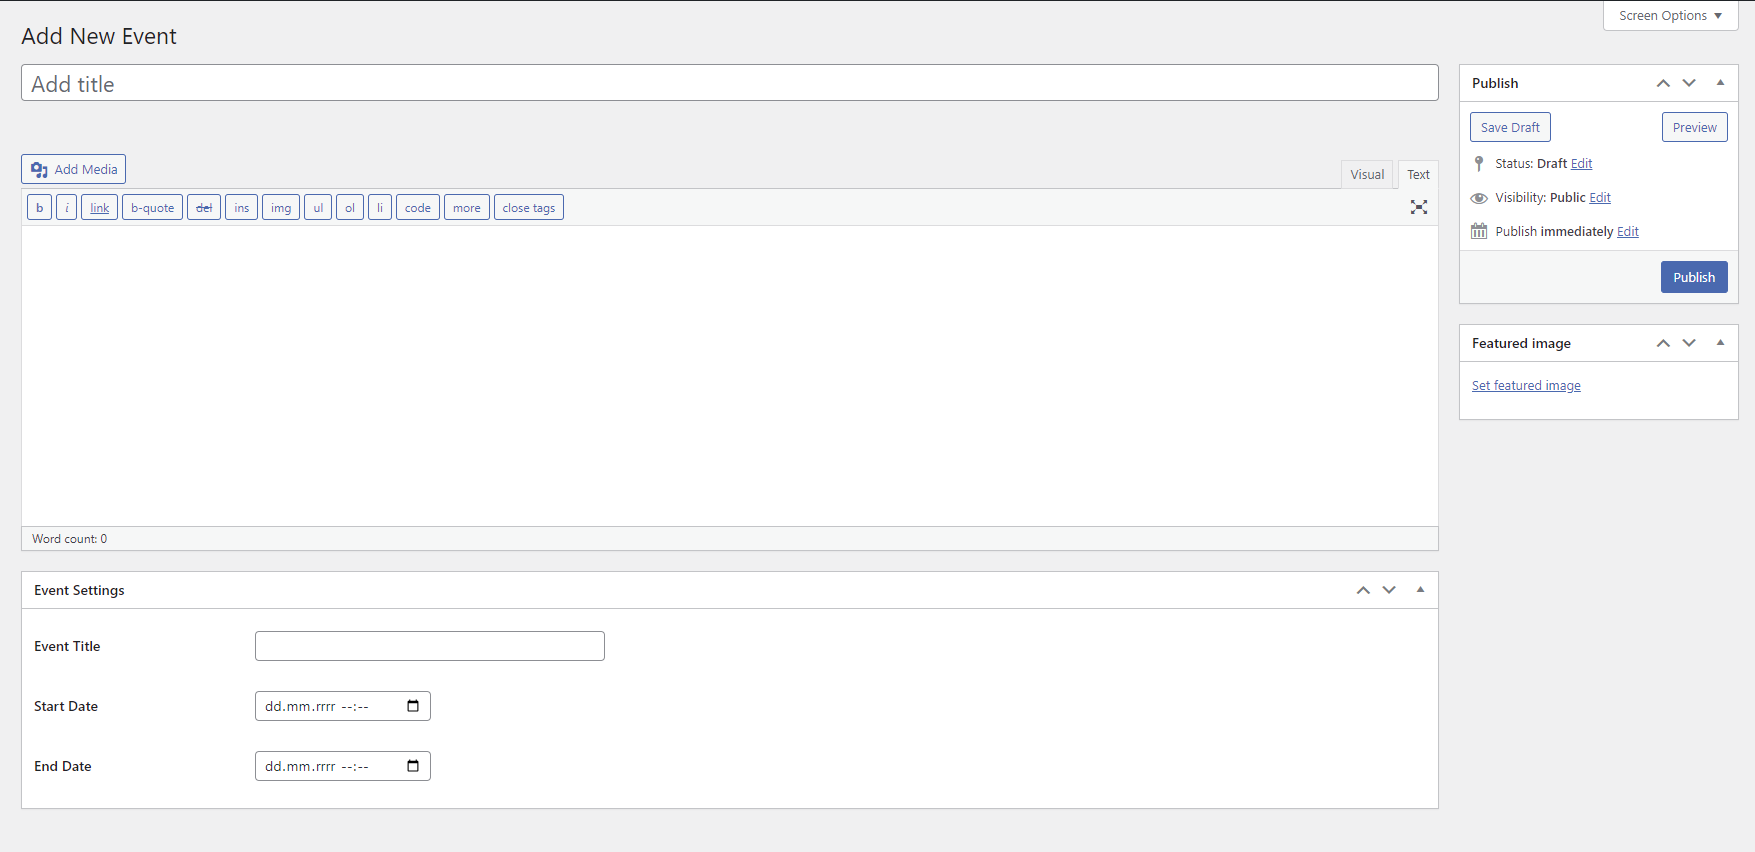 Screen Options
Add New Event
Add title
Add Media
Visual
Text
b i link b-quote del ins img ul ol li code more close tags
Word count: 0
Event Settings
Event Title
Start Date
dd.mm.rrrr --:--
End Date
dd.mm.rrrr --:--
Publish
Save Draft
Preview
Status: Draft Edit
Visibility: Public Edit
Publish immediately Edit
Publish
Featured image
Set featured image